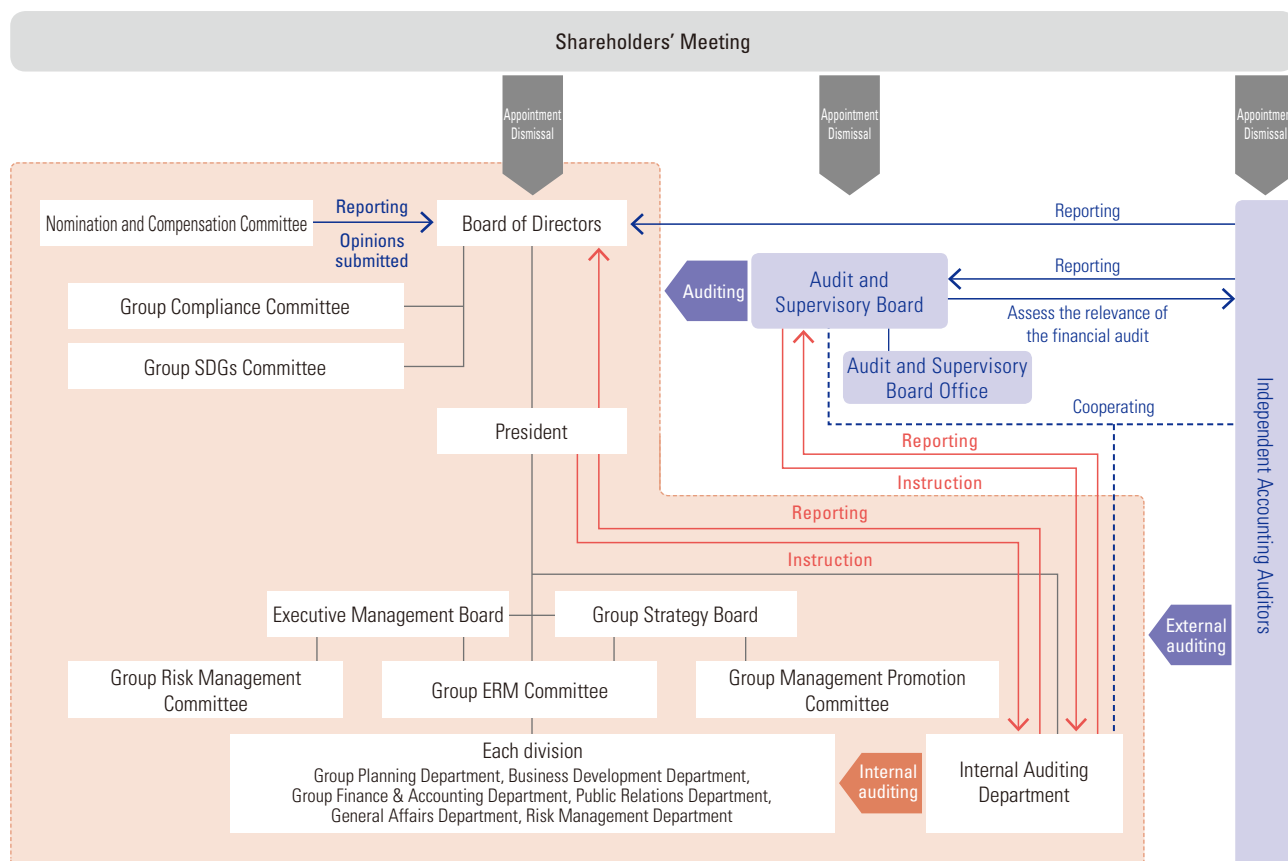 Shareholders' Meeting
Appointment
Dismissal
Appointment
Dismissal
Appointment
Dismissal
Nomination and Compensation Committee
Reporting
Opinions
submitted
Board of Directors
Reporting
Group Compliance Committee
Group SDGs Committee
Auditing
Audit and
Supervisory Board
Reporting
Assess the relevance of
the financial audit
Audit and Supervisory
Board Office
Cooperating
Independent Accounting Auditors
President
Reporting
Instruction
Reporting
Instruction
Executive Management Board
Group Strategy Board
External
auditing
Group Risk Management
Committee
Group ERM Committee
Group Management Promotion
Committee
Each division
Group Planning Department, Business Development Department,
Group Finance & Accounting Department, Public Relations Department,
General Affairs Department, Risk Management Department
Internal
auditing
Internal Auditing
Department